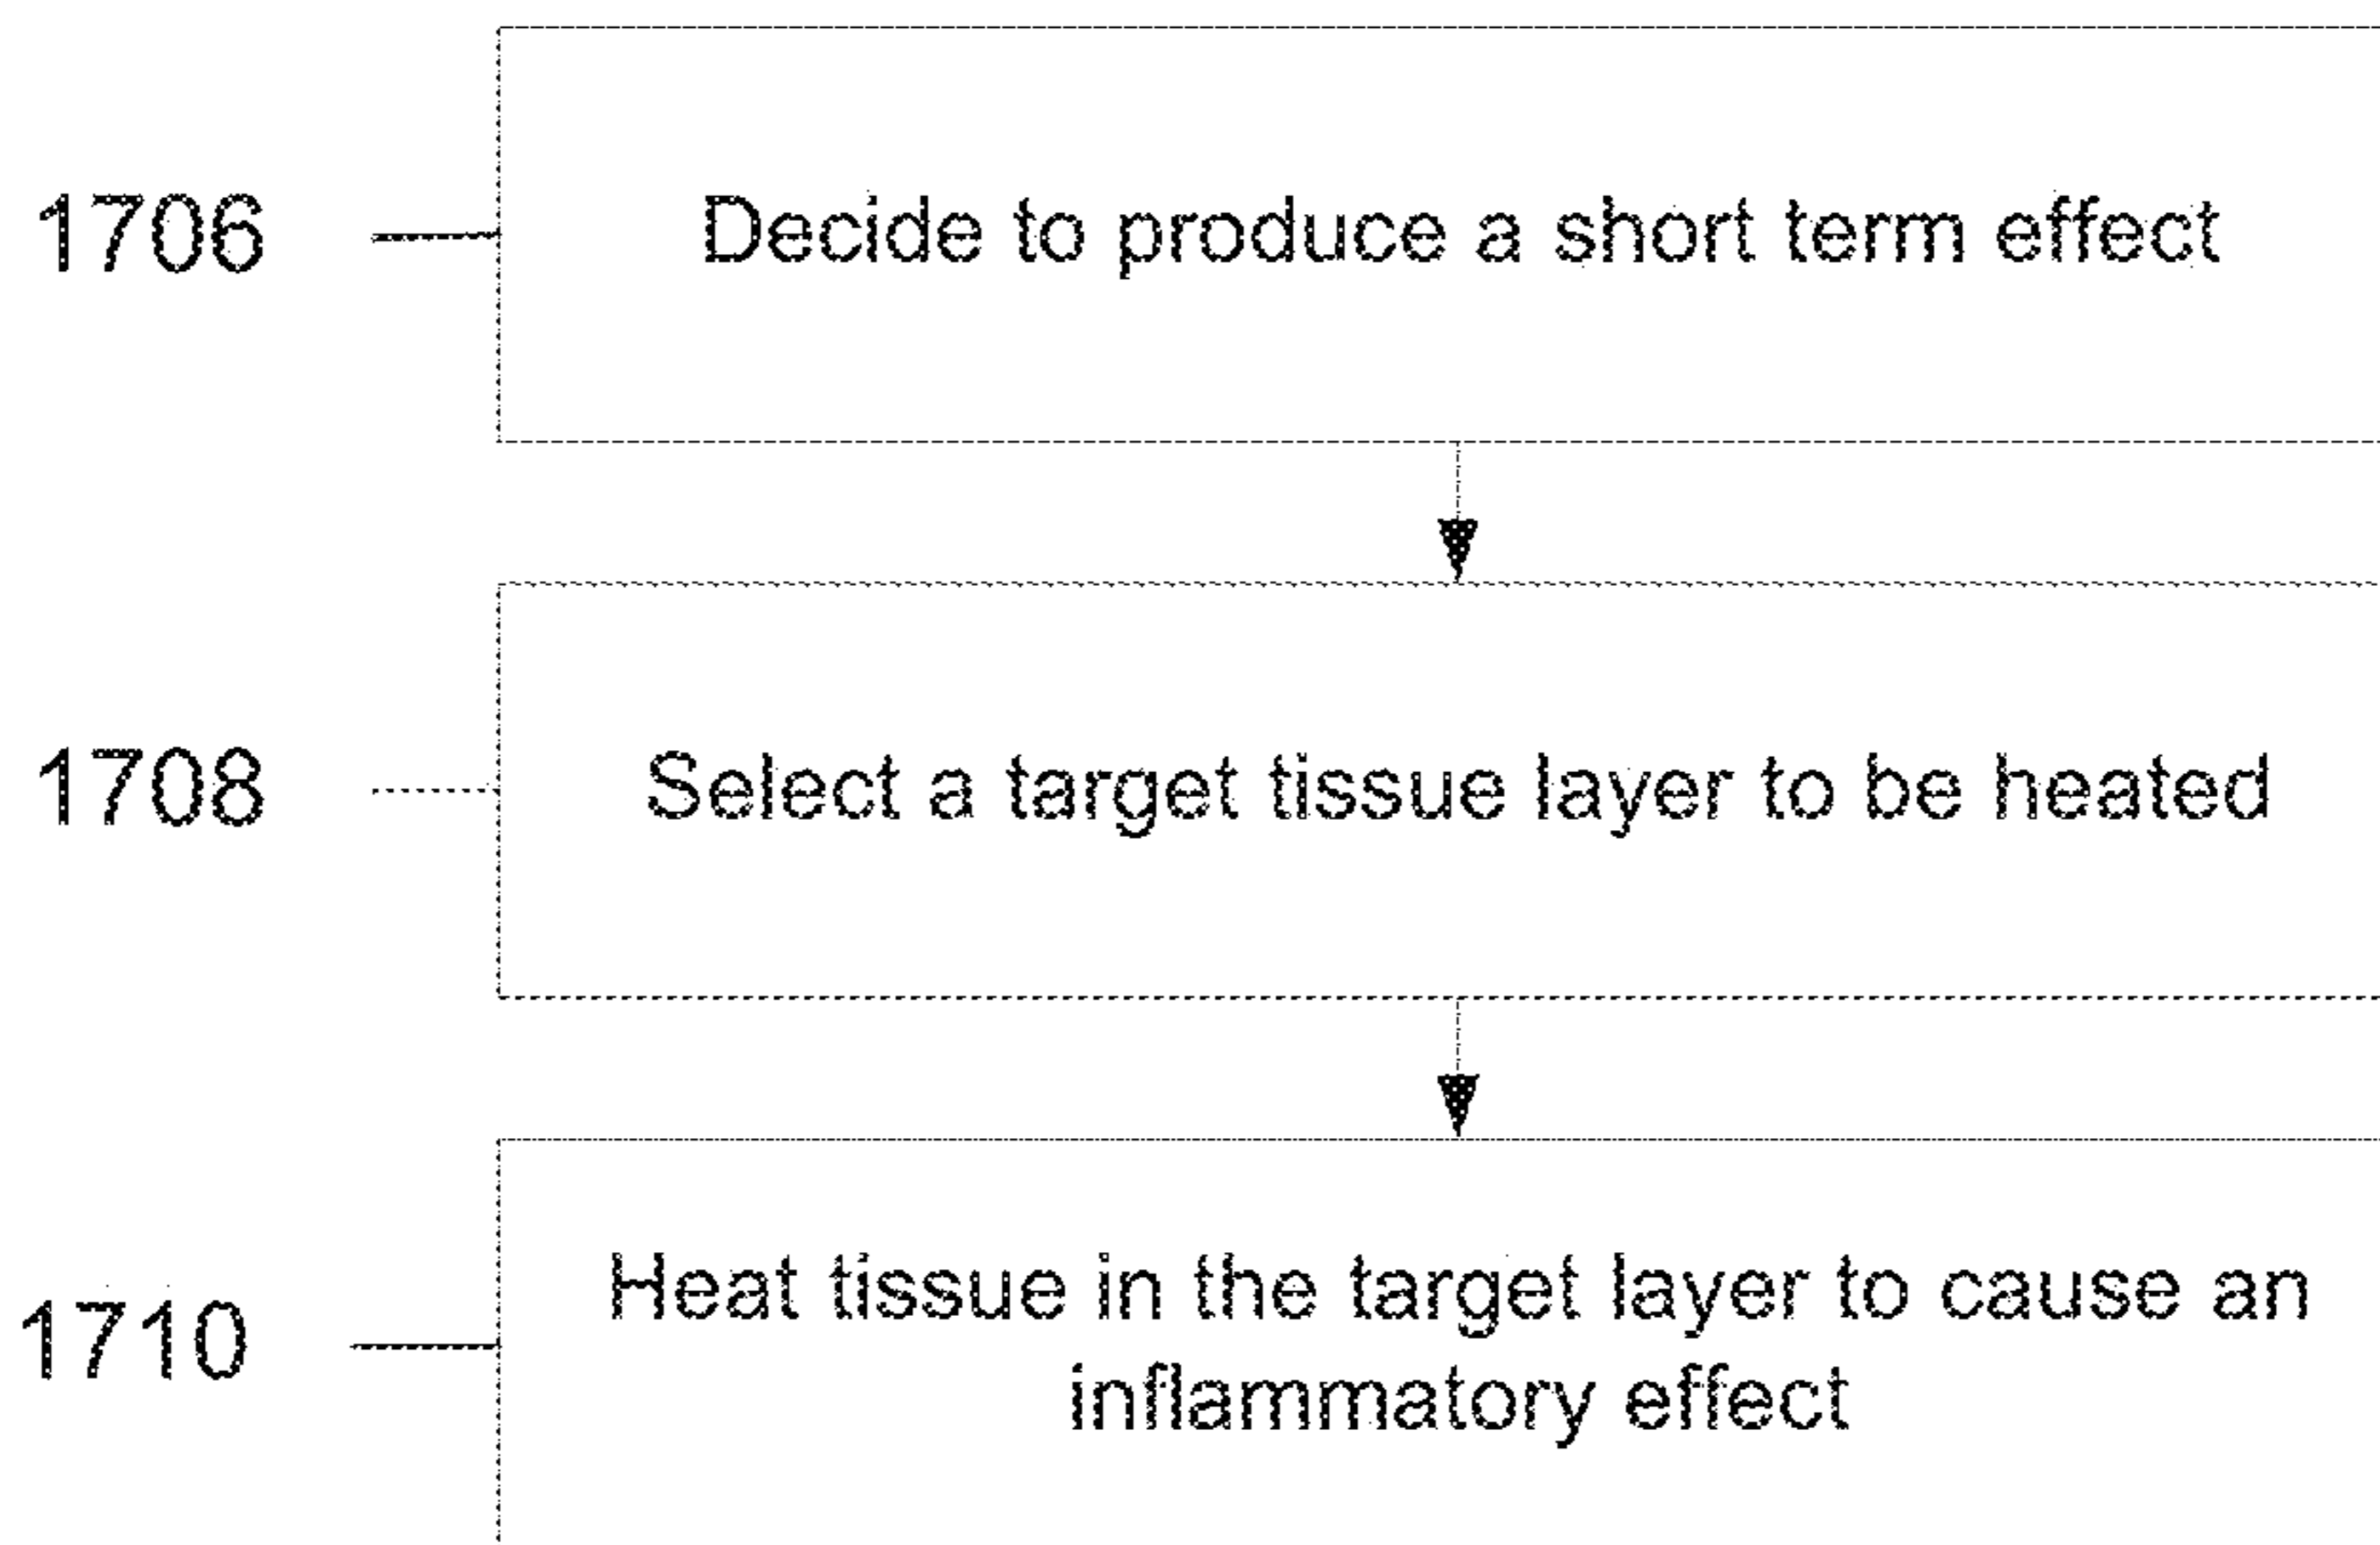 1706
Decide to produce a short term effect
1708
Select a target tissue layer to be heated
1710
Heat tissue in the target layer to cause an
inflammatory effect